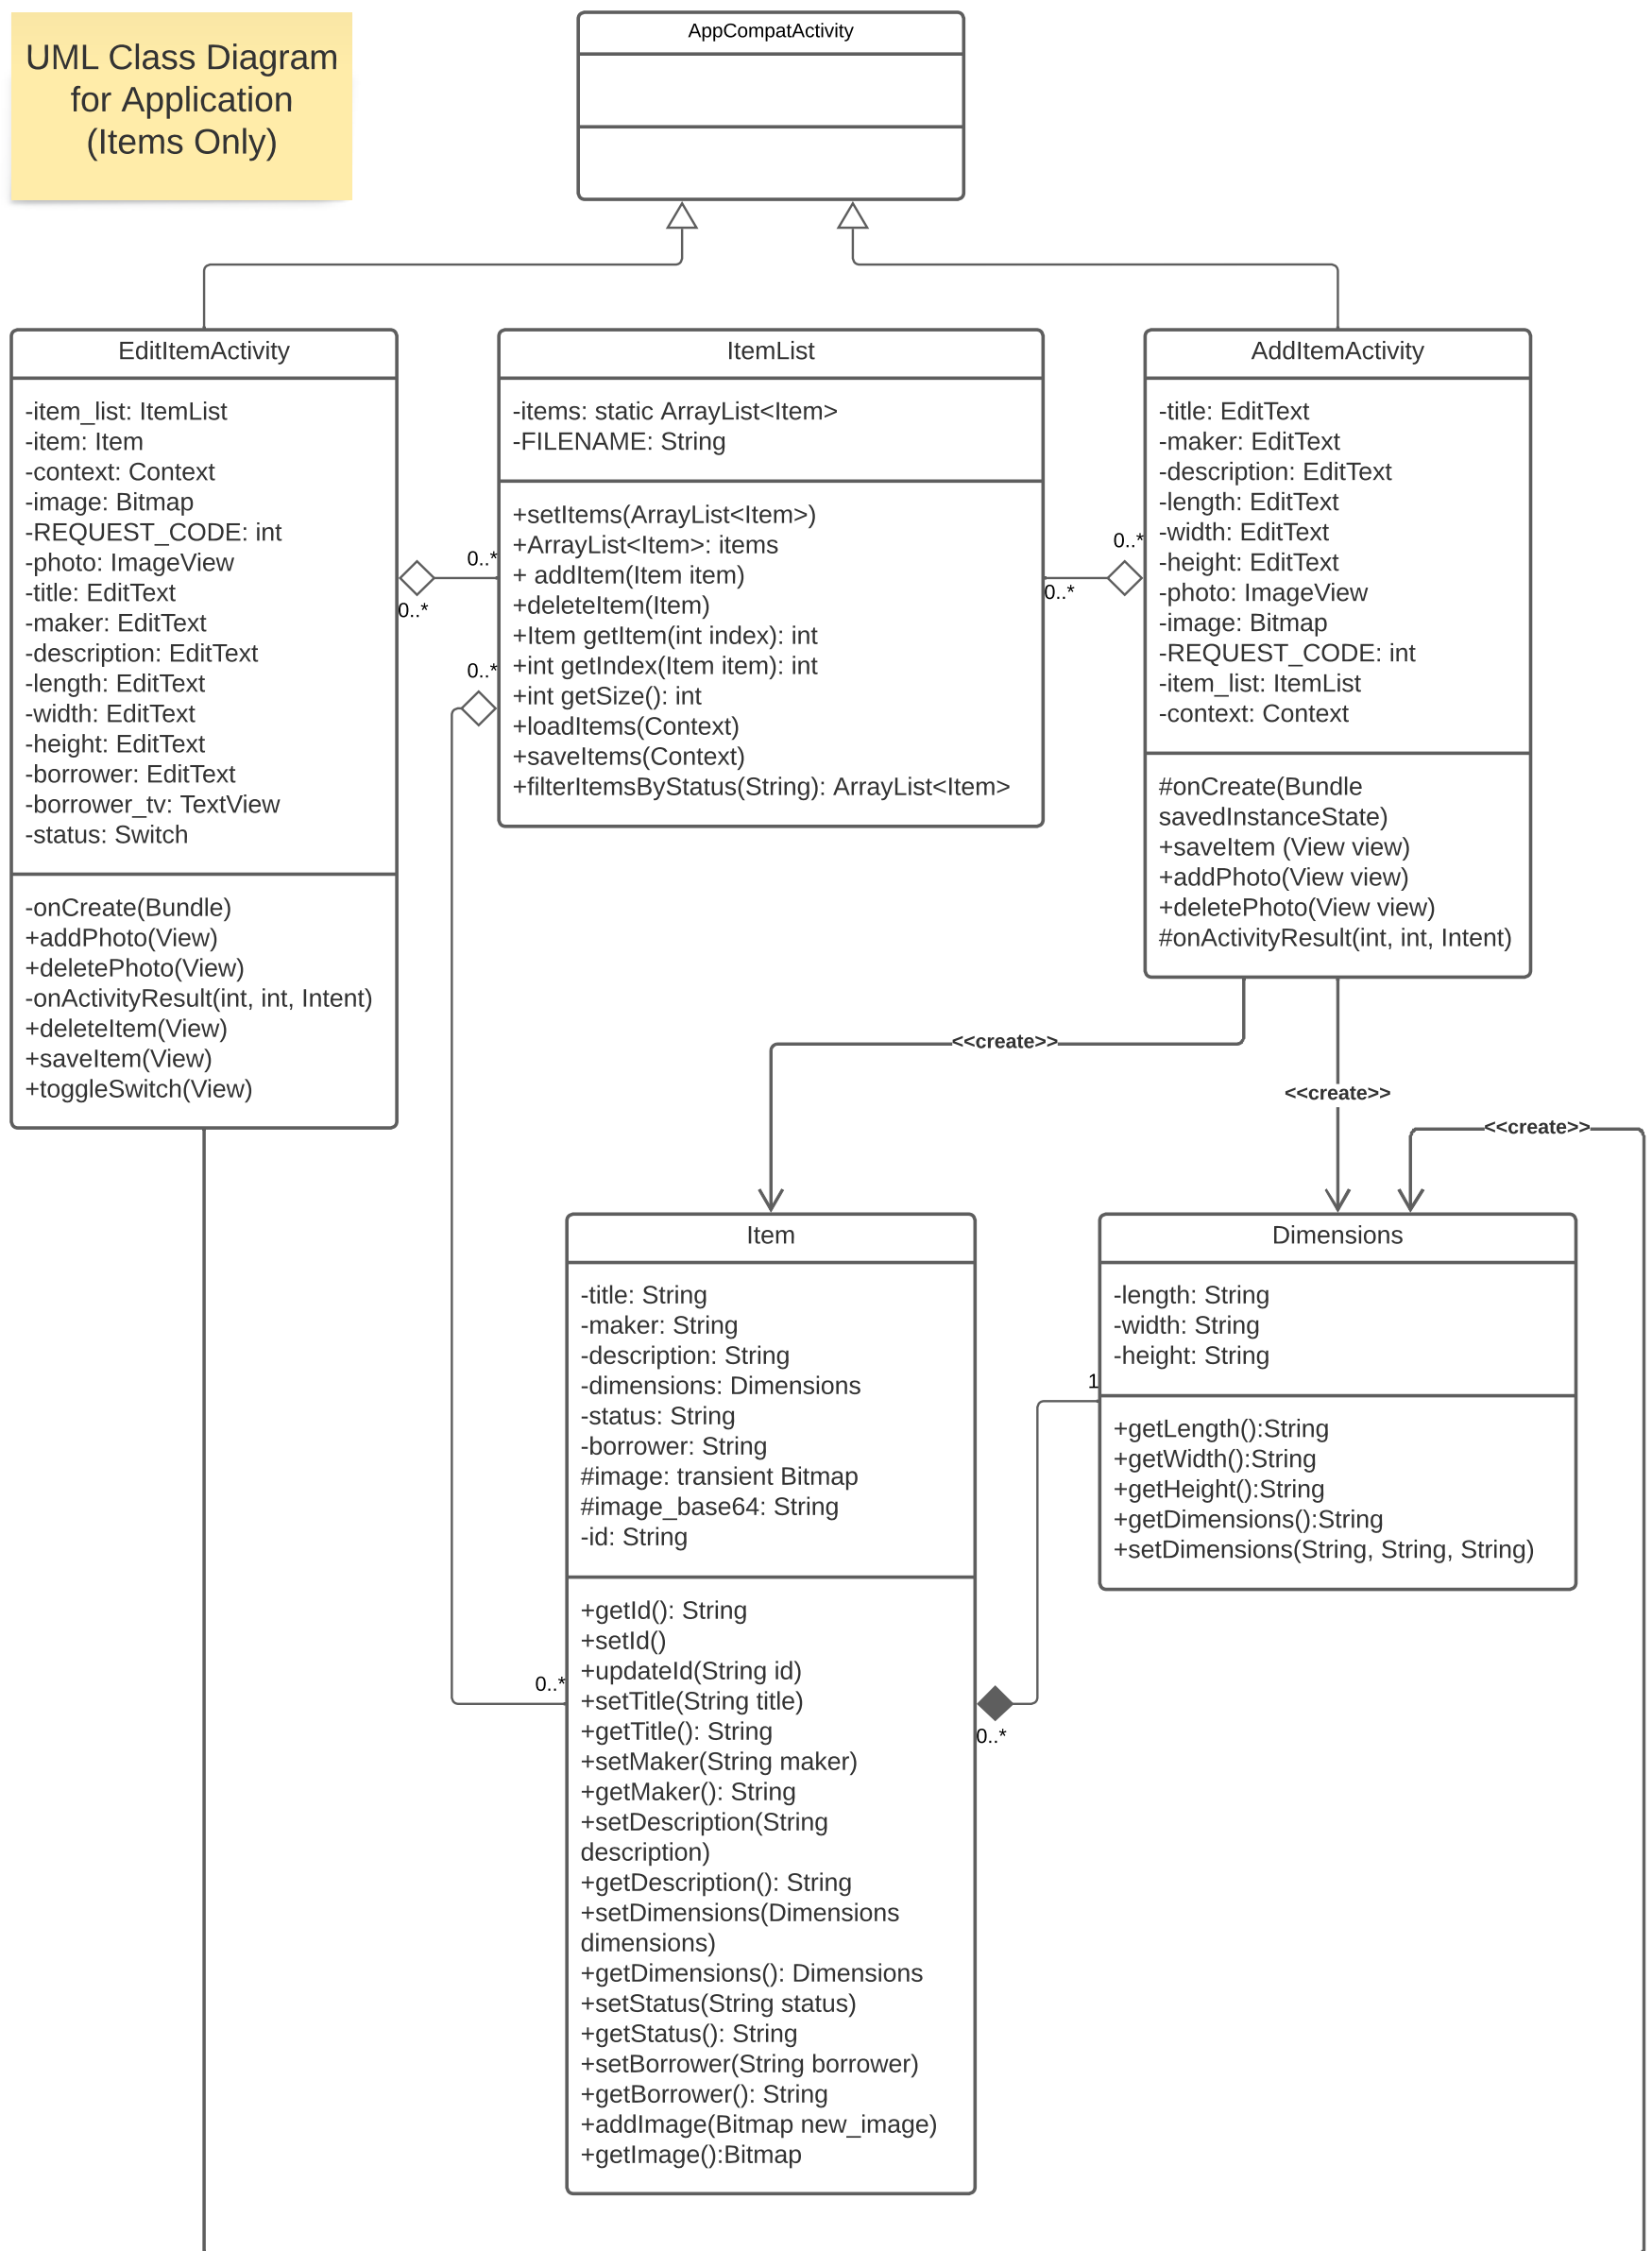 UML Class Diagram
for Application
(Items Only)
AppCompatActivity
EditItemActivity
-item_list: ItemList
-item: Item
-context: Context
-image: Bitmap
-REQUEST_CODE: int
-photo: ImageView
-title: EditText
-maker: EditText
-description: EditText
-length: EditText
-width: EditText
-height: EditText
-borrower: EditText
-borrower_tv: TextView
-status: Switch
-onCreate(Bundle)
+addPhoto(View)
+deletePhoto(View)
-onActivityResult(int, int, Intent)
+deleteItem(View)
+saveItem(View)
+toggleSwitch(View)
0..*
0..*
0..*
ItemList
-items: static ArrayList<Item>
-FILENAME: String
+setItems(ArrayList<Item>)
+ArrayList<Item>: items
+ addItem(Item item)
+deleteItem(Item)
+Item getItem(int index): int
+int getIndex(Item item): int
+int getSize(): int
+loadItems(Context)
+saveItems(Context)
+filterItemsByStatus(String): ArrayList<Item>
0..*
0..*
AddItemActivity
-title: EditText
-maker: EditText
-description: EditText
-length: EditText
-width: EditText
-height: EditText
-photo: ImageView
-image: Bitmap
-REQUEST_CODE: int
-item_list: ItemList
-context: Context
#onCreate(Bundle
savedInstanceState)
+saveItem (View view)
+addPhoto(View view)
+deletePhoto(View view)
#onActivityResult(int, int, Intent)
<<create>>
<<create>>
<<create>>
Item
-title: String
-maker: String
-description: String
-dimensions: Dimensions
-status: String
-borrower: String
#image: transient Bitmap
#image_base64: String
-id: String
+getId(): String
+setId()
+updateId(String id)
+setTitle(String title)
+getTitle(): String
+setMaker(String maker)
+getMaker(): String
+setDescription(String
description)
+getDescription(): String
+setDimensions(Dimensions
dimensions)
+getDimensions(): Dimensions
+setStatus(String status)
+getStatus(): String
+setBorrower(String borrower)
+getBorrower(): String
+addImage(Bitmap new_image)
+getImage():Bitmap
0..*
0..*
1
Dimensions
-length: String
-width: String
-height: String
+getLength():String
+getWidth():String
+getHeight():String
+getDimensions():String
+setDimensions(String, String, String)